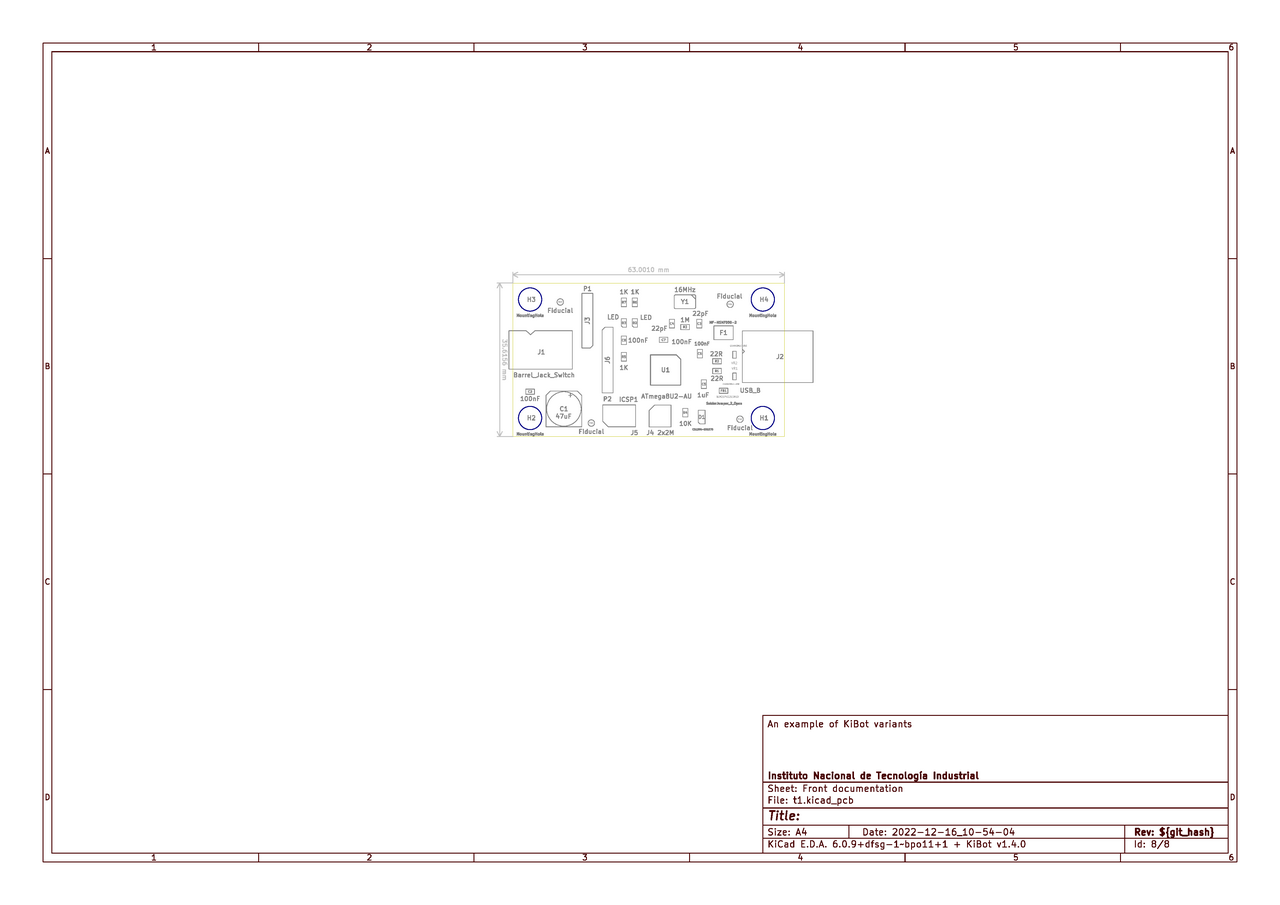 1 2 3 4 5 6
A A
B B
C C
D D
63.0010 mm
H3
MountingHole
Fiducial
P1
J3
1K 1K
LED LED
16MHz
Y1
Fiducial
H4
MountingHole
22pF
22pF
1M
F1
J1
Barrel_Jack_Switch
100nF
1K
J6
100nF
100nF
U1
ATmega8U2-AU
22R
22R
J2
USB_B
1uF
100nF
C1
47uF
H2
MountingHole
Fiducial
P2 ICSP1
J5
J4 2x2M
10K
D1
Fiducial
H1
MountingHole
An example of KiBot variants
Instituto Nacional de Tecnología Industrial
Sheet: Front documentation
File: t1.kicad_pcb
Title:
Size: A4 Date: 2022-12-16_10-54-04 Rev: ${git_hash}
KiCad E.D.A. 6.0.9+dfsg-1~bpo11+1 + KiBot v1.4.0 Id: 8/8
1 2 3 4 5 6